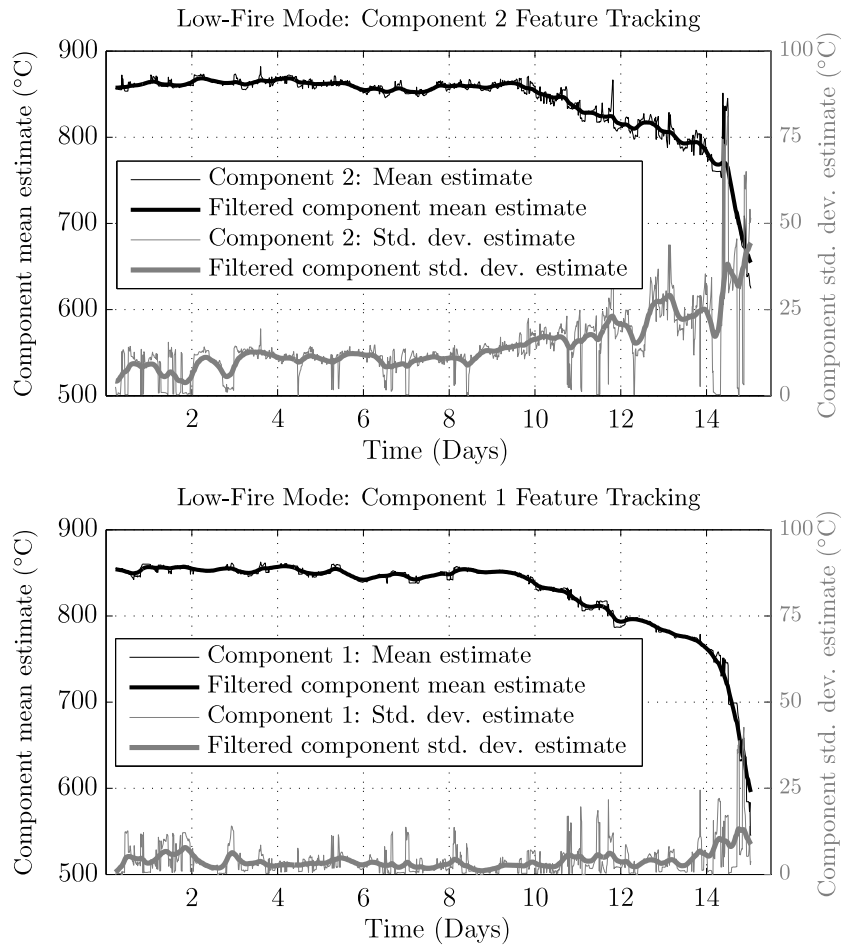 Low-Fire Mode: Component 2 Feature Tracking
Component mean estimate (°C)
900
800
700
600
500
100
75
50
25
0
Component std. dev. estimate (°C)
Component 2: Mean estimate
Filtered component mean estimate
Component 2: Std. dev. estimate
Filtered component std. dev. estimate
2 4 6 8 10 12 14
Time (Days)
Low-Fire Mode: Component 1 Feature Tracking
Component mean estimate (°C)
900
800
700
600
500
100
75
50
25
0
Component std. dev. estimate (°C)
Component 1: Mean estimate
Filtered component mean estimate
Component 1: Std. dev. estimate
Filtered component std. dev. estimate
2 4 6 8 10 12 14
Time (Days)